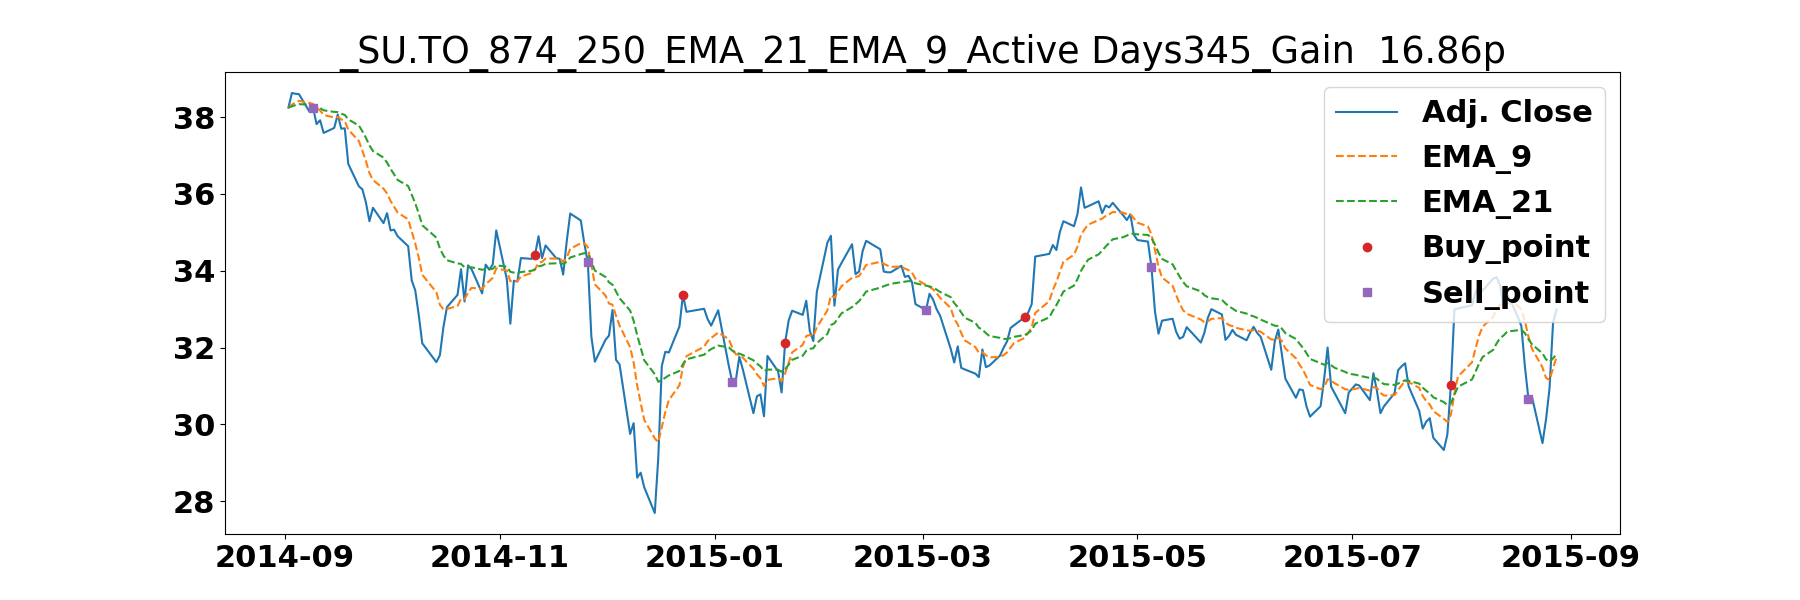 _SU.TO_874_250_EMA_21_EMA_9_Active Days345_Gain  16.86p
38
36
34
32
30
28
Adj. Close
EMA_9
EMA_21
Buy_point
Sell_point
2014-09 2014-11 2015-01 2015-03 2015-05 2015-07 2015-09